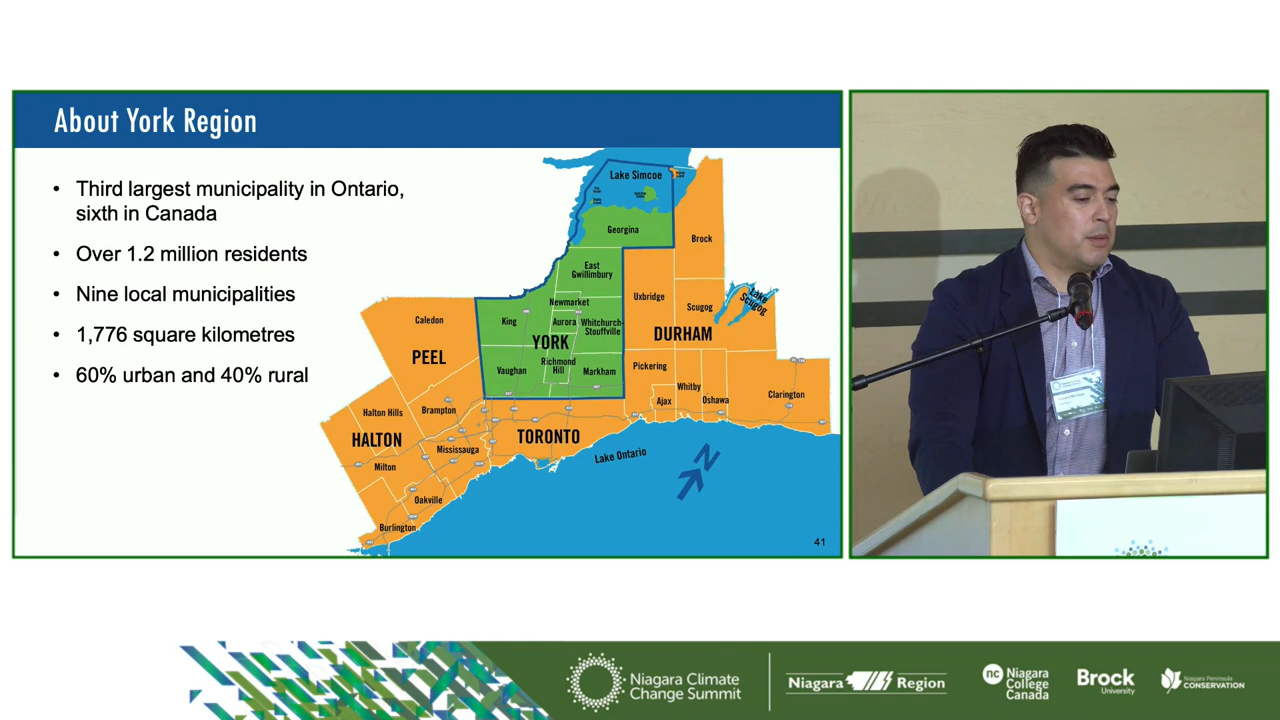 About York Region
• Third largest municipality in Ontario,
sixth in Canada
• Over 1.2 million residents
• Nine local municipalities
• 1,776 square kilometres
• 60% urban and 40% rural
Lake Simcoe
Georgina
Brock
East
Gwillimbury
Newmarket
Uxbridge
Scugog
Lake
Scugog
Caledon
King
Aurora
Whitchurch-
Stouffville
DURHAM
YORK
PEEL
Vaughan
Richmond
Hill
Markham
Pickering
Whitby
Ajax
Oshawa
Clarington
Halton Hills
Brampton
HALTON
TORONTO
Mississauga
Milton
Lake Ontario
N
Oakville
Burlington
41
Niagara Climate
Change Summit
Niagara Region
nc Niagara
College
Canada
Brock
University
Niagara Peninsula
CONSERVATION